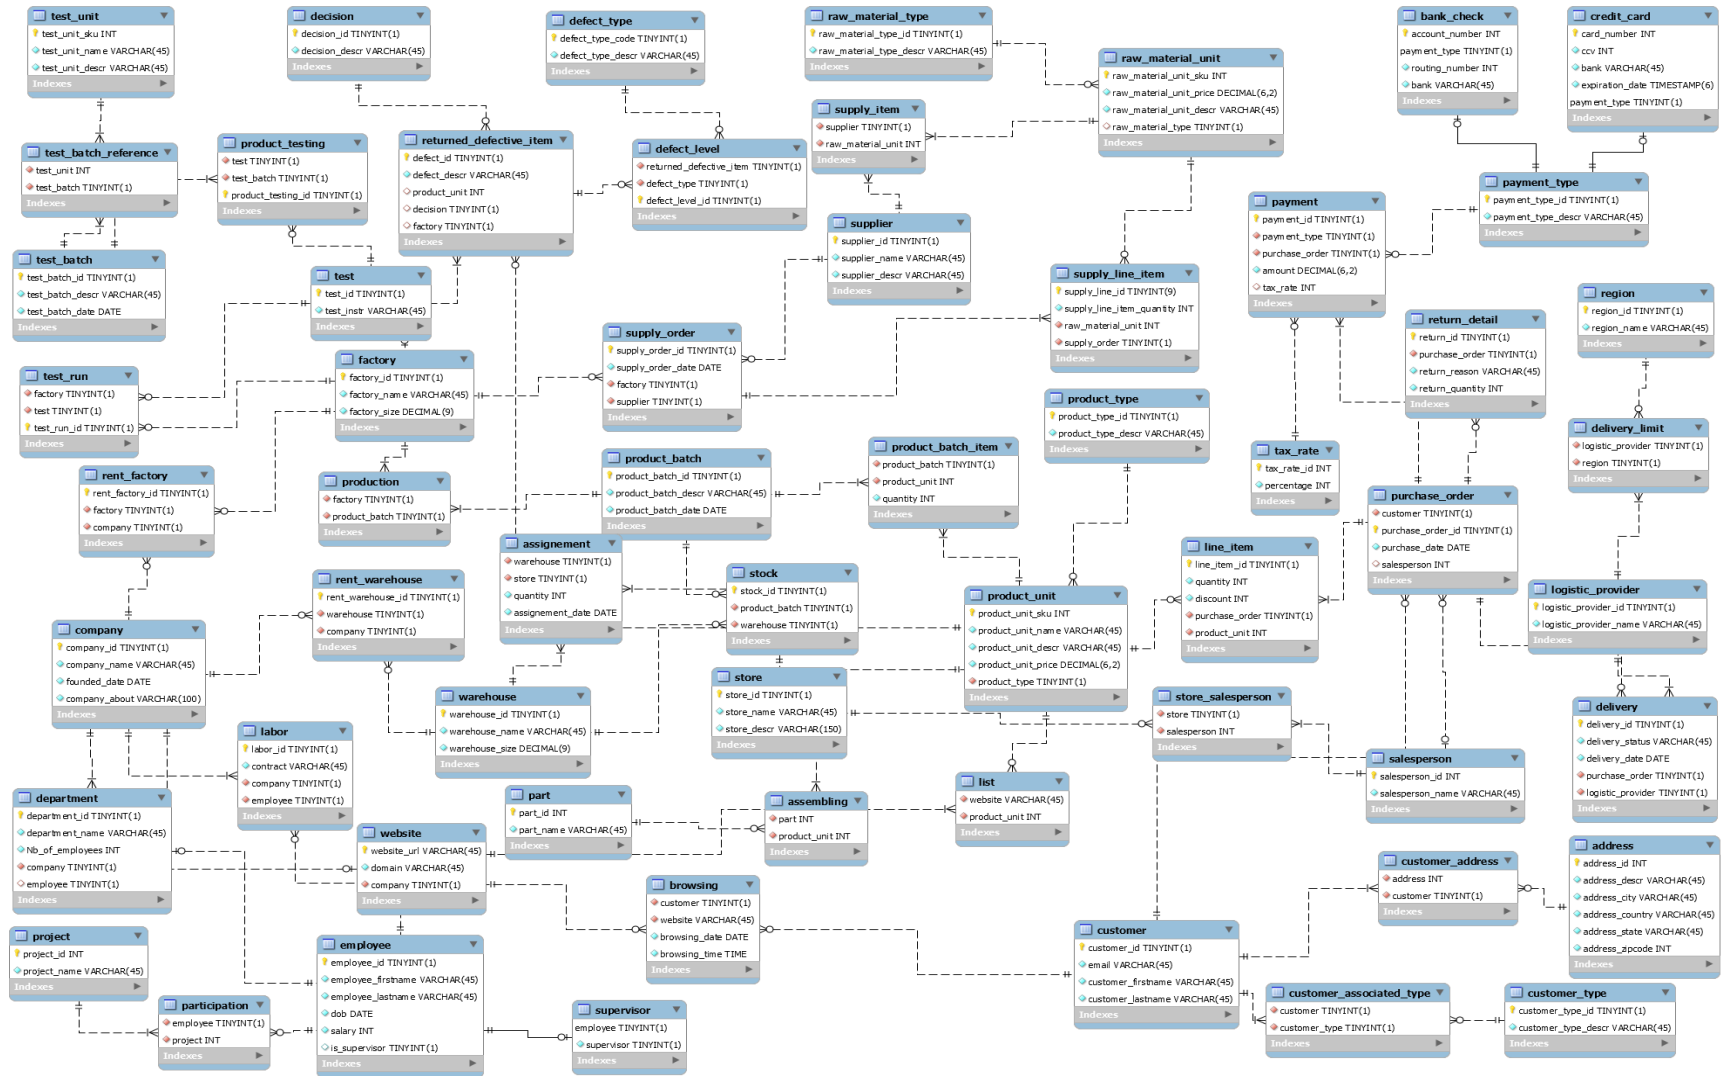 test_unit
test_unit_sku INT
test_unit_name VARCHAR(45)
test_unit_descr VARCHAR(45)
Indexes
decision
decision_id TINYINT(1)
decision_descr VARCHAR(45)
Indexes
defect_type
defect_type_code TINYINT(1)
defect_type_descr VARCHAR(45)
Indexes
raw_material_type
raw_material_type_id TINYINT(1)
raw_material_type_descr VARCHAR(45)
Indexes
raw_material_unit
raw_material_unit_sku INT
raw_material_unit_price DECIMAL(6,2)
raw_material_unit_descr VARCHAR(45)
raw_material_type TINYINT(1)
Indexes
bank_check
account_number INT
payment_type TINYINT(1)
routing_number INT
bank VARCHAR(45)
Indexes
credit_card
card_number INT
ccv INT
bank VARCHAR(45)
expiration_date TIMESTAMP(6)
payment_type TINYINT(1)
Indexes
test_batch_reference
test_unit INT
test_batch TINYINT(1)
Indexes
product_testing
test TINYINT(1)
test_batch TINYINT(1)
product_testing_id TINYINT(1)
Indexes
returned_defective_item
defect_id TINYINT(1)
defect_descr VARCHAR(45)
product_unit INT
decision TINYINT(1)
factory TINYINT(1)
Indexes
defect_level
returned_defective_item TINYINT(1)
defect_type TINYINT(1)
defect_level_id TINYINT(1)
Indexes
supply_item
supplier TINYINT(1)
raw_material_unit INT
Indexes
supplier
supplier_id TINYINT(1)
supplier_name VARCHAR(45)
supplier_descr VARCHAR(45)
Indexes
payment
payment_id TINYINT(1)
payment_type TINYINT(1)
purchase_order TINYINT(1)
amount DECIMAL(6,2)
tax_rate INT
Indexes
payment_type
payment_type_id TINYINT(1)
payment_type_descr VARCHAR(45)
Indexes
test_batch
test_batch_id TINYINT(1)
test_batch_descr VARCHAR(45)
test_batch_date DATE
Indexes
test
test_id TINYINT(1)
test_instr VARCHAR(45)
Indexes
supply_line_item
supply_line_id TINYINT(9)
supply_line_item_quantity INT
raw_material_unit INT
supply_order TINYINT(1)
Indexes
region
region_id TINYINT(1)
region_name VARCHAR(45)
Indexes
return_detail
return_id TINYINT(1)
purchase_order TINYINT(1)
return_reason VARCHAR(45)
return_quantity INT
Indexes
supply_order
supply_order_id TINYINT(1)
supply_order_date DATE
factory TINYINT(1)
supplier TINYINT(1)
Indexes
factory
factory_id TINYINT(1)
factory_name VARCHAR(45)
factory_size DECIMAL(9)
Indexes
test_run
factory TINYINT(1)
test TINYINT(1)
test_run_id TINYINT(1)
Indexes
product_type
product_type_id TINYINT(1)
product_type_descr VARCHAR(45)
Indexes
delivery_limit
logistic_provider TINYINT(1)
region TINYINT(1)
Indexes
tax_rate
tax_rate_id INT
percentage INT
Indexes
product_batch_item
product_batch TINYINT(1)
product_unit INT
quantity INT
Indexes
product_batch
product_batch_id TINYINT(1)
product_batch_descr VARCHAR(45)
product_batch_date DATE
Indexes
rent_factory
rent_factory_id TINYINT(1)
factory TINYINT(1)
company TINYINT(1)
Indexes
production
factory TINYINT(1)
product_batch TINYINT(1)
Indexes
purchase_order
customer TINYINT(1)
purchase_order_id TINYINT(1)
purchase_date DATE
salesperson INT
Indexes
assignement
warehouse TINYINT(1)
store TINYINT(1)
quantity INT
assignement_date DATE
Indexes
line_item
line_item_id TINYINT(1)
quantity INT
discount INT
purchase_order TINYINT(1)
product_unit INT
Indexes
rent_warehouse
rent_warehouse_id TINYINT(1)
warehouse TINYINT(1)
company TINYINT(1)
Indexes
stock
stock_id TINYINT(1)
product_batch TINYINT(1)
warehouse TINYINT(1)
Indexes
product_unit
product_unit_sku INT
product_unit_name VARCHAR(45)
product_unit_descr VARCHAR(45)
product_unit_price DECIMAL(6,2)
product_type TINYINT(1)
Indexes
logistic_provider
logistic_provider_id TINYINT(1)
logistic_provider_name VARCHAR(45)
Indexes
company
company_id TINYINT(1)
company_name VARCHAR(45)
founded_date DATE
company_about VARCHAR(100)
Indexes
warehouse
warehouse_id TINYINT(1)
warehouse_name VARCHAR(45)
warehouse_size DECIMAL(9)
Indexes
store
store_id TINYINT(1)
store_name VARCHAR(45)
store_descr VARCHAR(150)
Indexes
store_salesperson
store TINYINT(1)
salesperson INT
Indexes
delivery
delivery_id TINYINT(1)
delivery_status VARCHAR(45)
delivery_date DATE
purchase_order TINYINT(1)
logistic_provider TINYINT(1)
Indexes
labor
labor_id TINYINT(1)
contract VARCHAR(45)
company TINYINT(1)
employee TINYINT(1)
Indexes
salesperson
salesperson_id INT
salesperson_name VARCHAR(45)
Indexes
department
department_id TINYINT(1)
department_name VARCHAR(45)
Nb_of_employees INT
company TINYINT(1)
employee TINYINT(1)
Indexes
part
part_id INT
part_name VARCHAR(45)
Indexes
assembling
part INT
product_unit INT
Indexes
list
website VARCHAR(45)
product_unit INT
Indexes
website
website_url VARCHAR(45)
domain VARCHAR(45)
company TINYINT(1)
Indexes
address
address_id INT
address_descr VARCHAR(45)
address_city VARCHAR(45)
address_country VARCHAR(45)
address_state VARCHAR(45)
address_zipcode INT
Indexes
customer_address
address INT
customer TINYINT(1)
Indexes
browsing
customer TINYINT(1)
website VARCHAR(45)
browsing_date DATE
browsing_time TIME
Indexes
customer
customer_id TINYINT(1)
email VARCHAR(45)
customer_firstname VARCHAR(45)
customer_lastname VARCHAR(45)
Indexes
project
project_id INT
project_name VARCHAR(45)
Indexes
employee
employee_id TINYINT(1)
employee_firstname VARCHAR(45)
employee_lastname VARCHAR(45)
dob DATE
salary INT
is_supervisor TINYINT(1)
Indexes
participation
employee TINYINT(1)
project INT
Indexes
supervisor
employee TINYINT(1)
supervisor TINYINT(1)
Indexes
customer_associated_type
customer TINYINT(1)
customer_type TINYINT(1)
Indexes
customer_type
customer_type_id TINYINT(1)
customer_type_descr VARCHAR(45)
Indexes